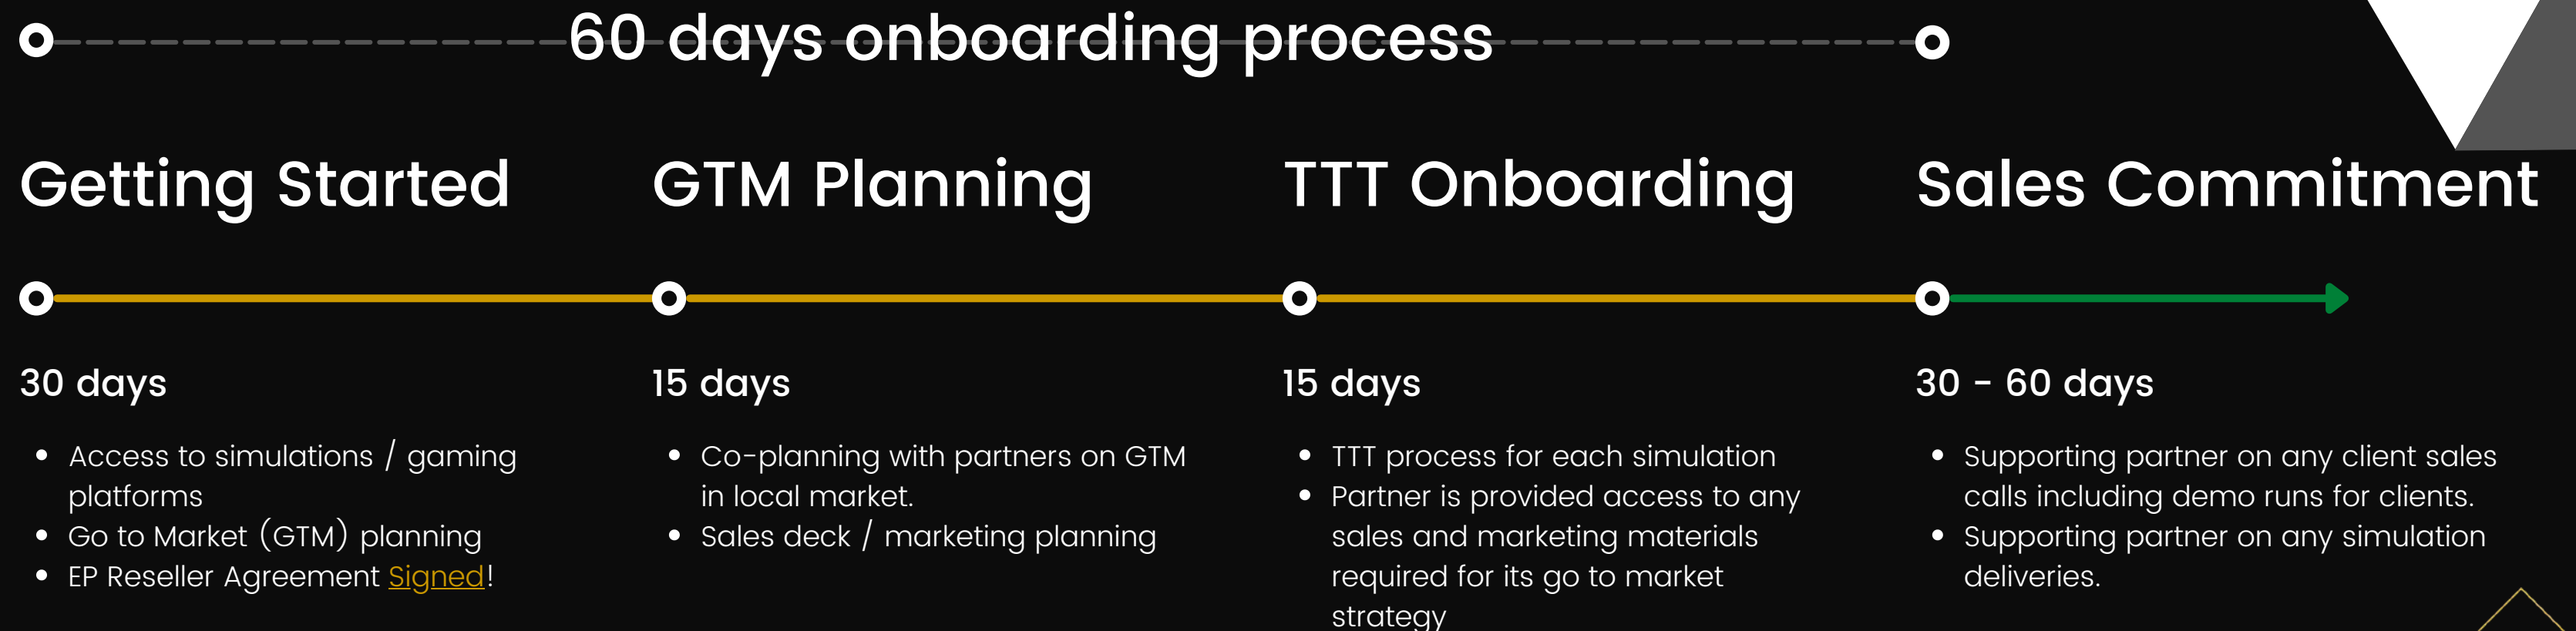 60 days onboarding process
Getting Started
GTM Planning
TTT Onboarding
Sales Commitment
30 days
Access to simulations / gaming
platforms
Go to Market (GTM) planning
EP Reseller Agreement Signed!
15 days
Co-planning with partners on GTM
in local market.
Sales deck / marketing planning
15 days
TTT process for each simulation
Partner is provided access to any
sales and marketing materials
required for its go to market
strategy
30 - 60 days
Supporting partner on any client sales
calls including demo runs for clients.
Supporting partner on any simulation
deliveries.